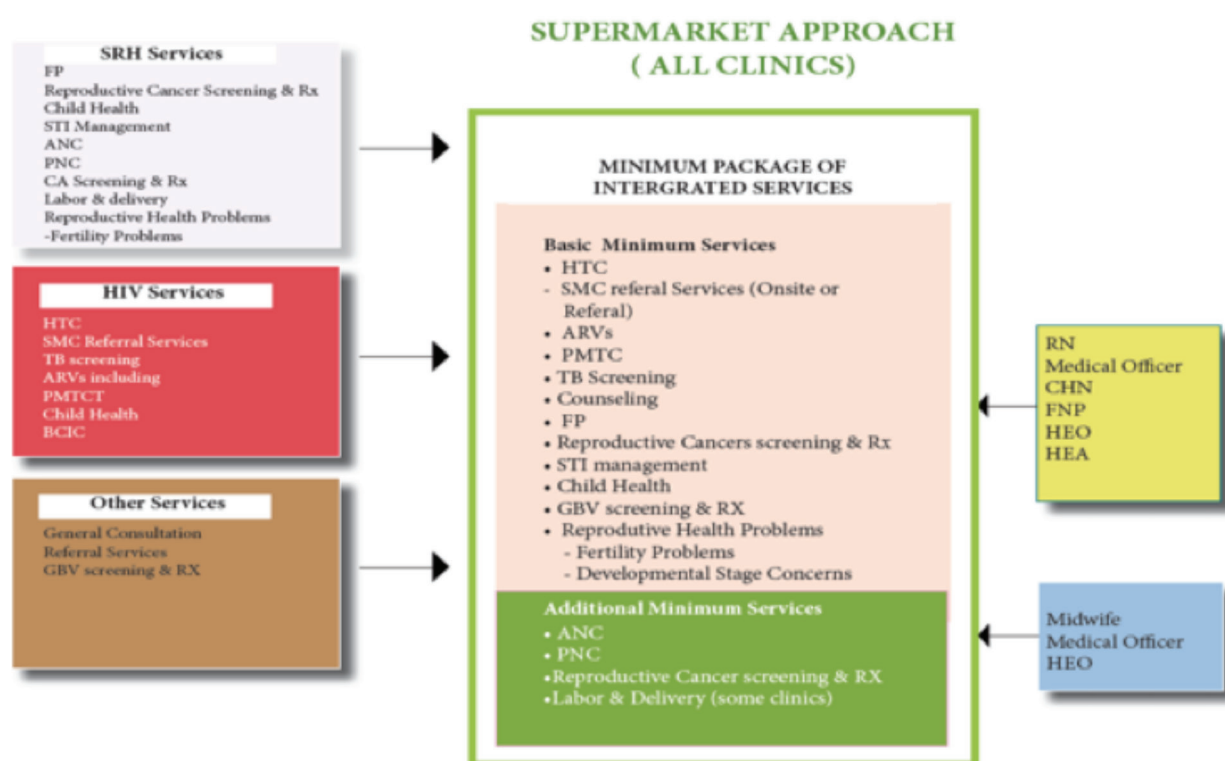 SUPERMARKET APPROACH
( ALL CLINICS)
SRH Services
FP
Reproductive Cancer Screening & Rx
Child Health
STI Management
ANC
PNC
CA Screening & Rx
Labor & delivery
Reproductive Health Problems
-Fertility Problems
HIV Services
HTC
SMC Referral Services
TB screening
ARVs including
PMTCT
Child Health
BCIC
Other Services
General Consultation
Referral Services
GBV screening & RX
MINIMUM PACKAGE OF
INTERGRATED SERVICES
Basic Minimum Services
• HTC
- SMC referal Services (Onsite or
Referal)
• ARVs
• PMTC
• TB Screening
• Counseling
• FP
• Reproductive Cancers screening & Rx
• STI management
• Child Health
• GBV screening & RX
• Reprodutive Health Problems
- Fertility Problems
- Developmental Stage Concerns
Additional Minimum Services
• ANC
• PNC
•Reproductive Cancer screening & RX
•Labor & Delivery (some clinics)
RN
Medical Officer
CHN
FNP
HEO
HEA
Midwife
Medical Officer
HEO